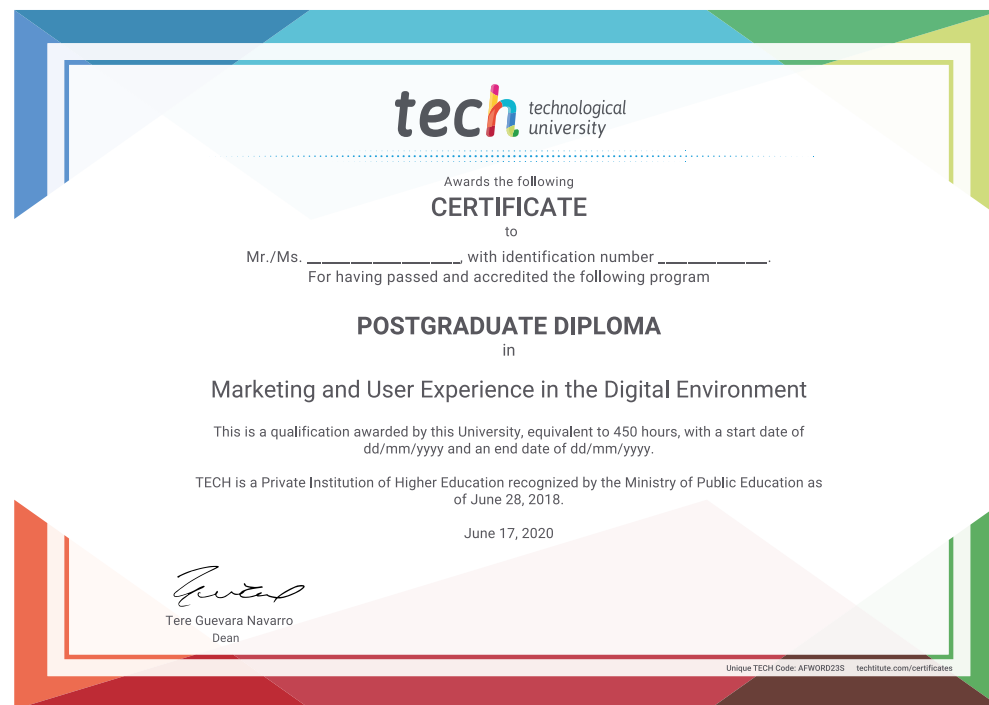 tech technological
university
Awards the following
CERTIFICATE
to
Mr./Ms. ____________________, with identification number ______________.
For having passed and accredited the following program
POSTGRADUATE DIPLOMA
in
Marketing and User Experience in the Digital Environment
This is a qualification awarded by this University, equivalent to 450 hours, with a start date of
dd/mm/yyyy and an end date of dd/mm/yyyy.
TECH is a Private Institution of Higher Education recognized by the Ministry of Public Education as
of June 28, 2018.
June 17, 2020
Tere Guevara Navarro
Dean
Unique TECH Code: AFWORD23S techtitute.com/certificates